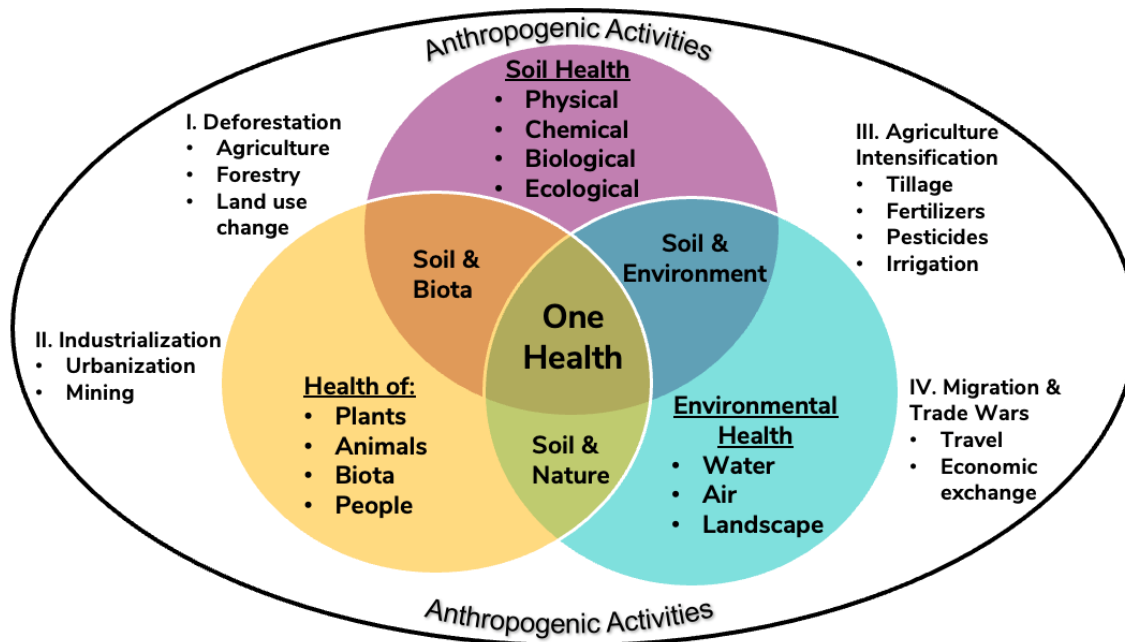 Anthropogenic Activities
Soil Health
• Physical
• Chemical
• Biological
• Ecological
I. Deforestation
• Agriculture
• Forestry
• Land use
change
III. Agriculture
Intensification
• Tillage
• Fertilizers
• Pesticides
• Irrigation
Soil &
Biota
Soil &
Environment
One
Health
II. Industrialization
• Urbanization
• Mining
Health of:
• Plants
• Animals
• Biota
• People
Soil &
Nature
Environmental
Health
• Water
• Air
• Landscape
IV. Migration &
Trade Wars
• Travel
• Economic
exchange
Anthropogenic Activities